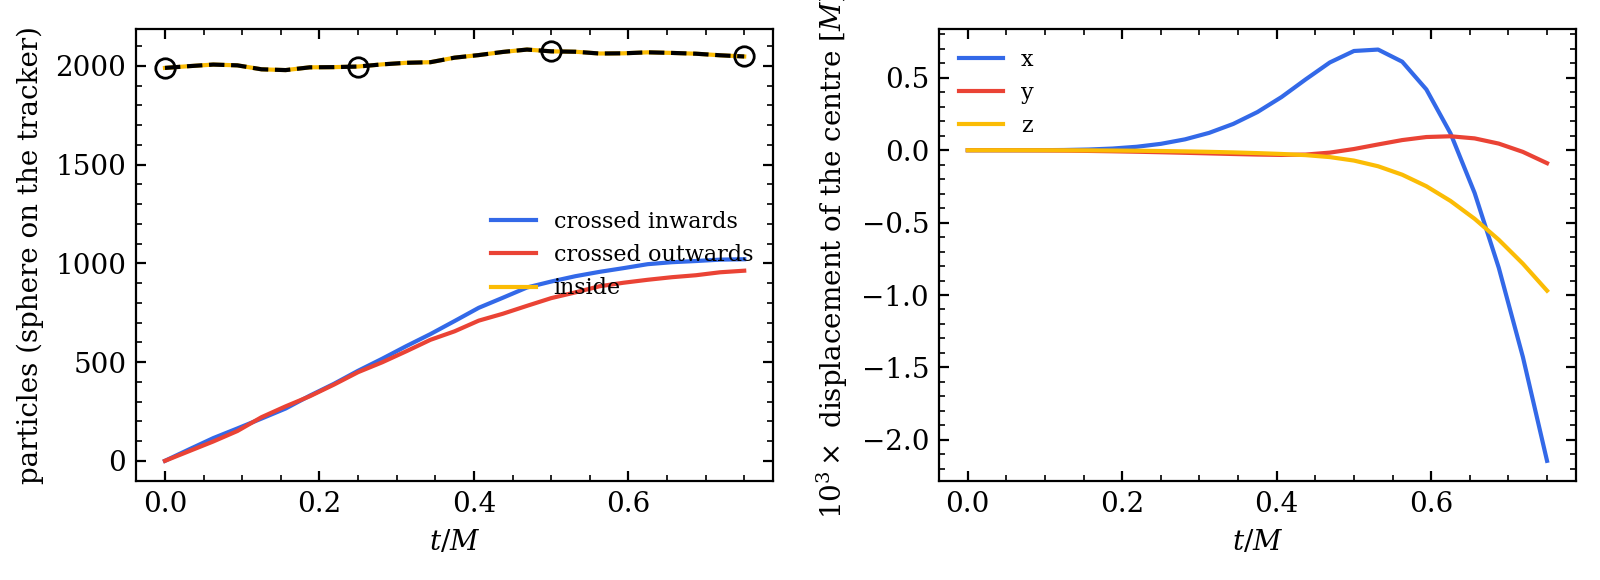 particles (sphere on the tracker)
2000
1500
1000
500
0
crossed inwards
crossed outwards
inside
0.0 0.2 0.4 0.6
t/M
10³ × displacement of the centre [M]
0.5
0.0
−0.5
−1.0
−1.5
−2.0
x
y
z
0.0 0.2 0.4 0.6
t/M